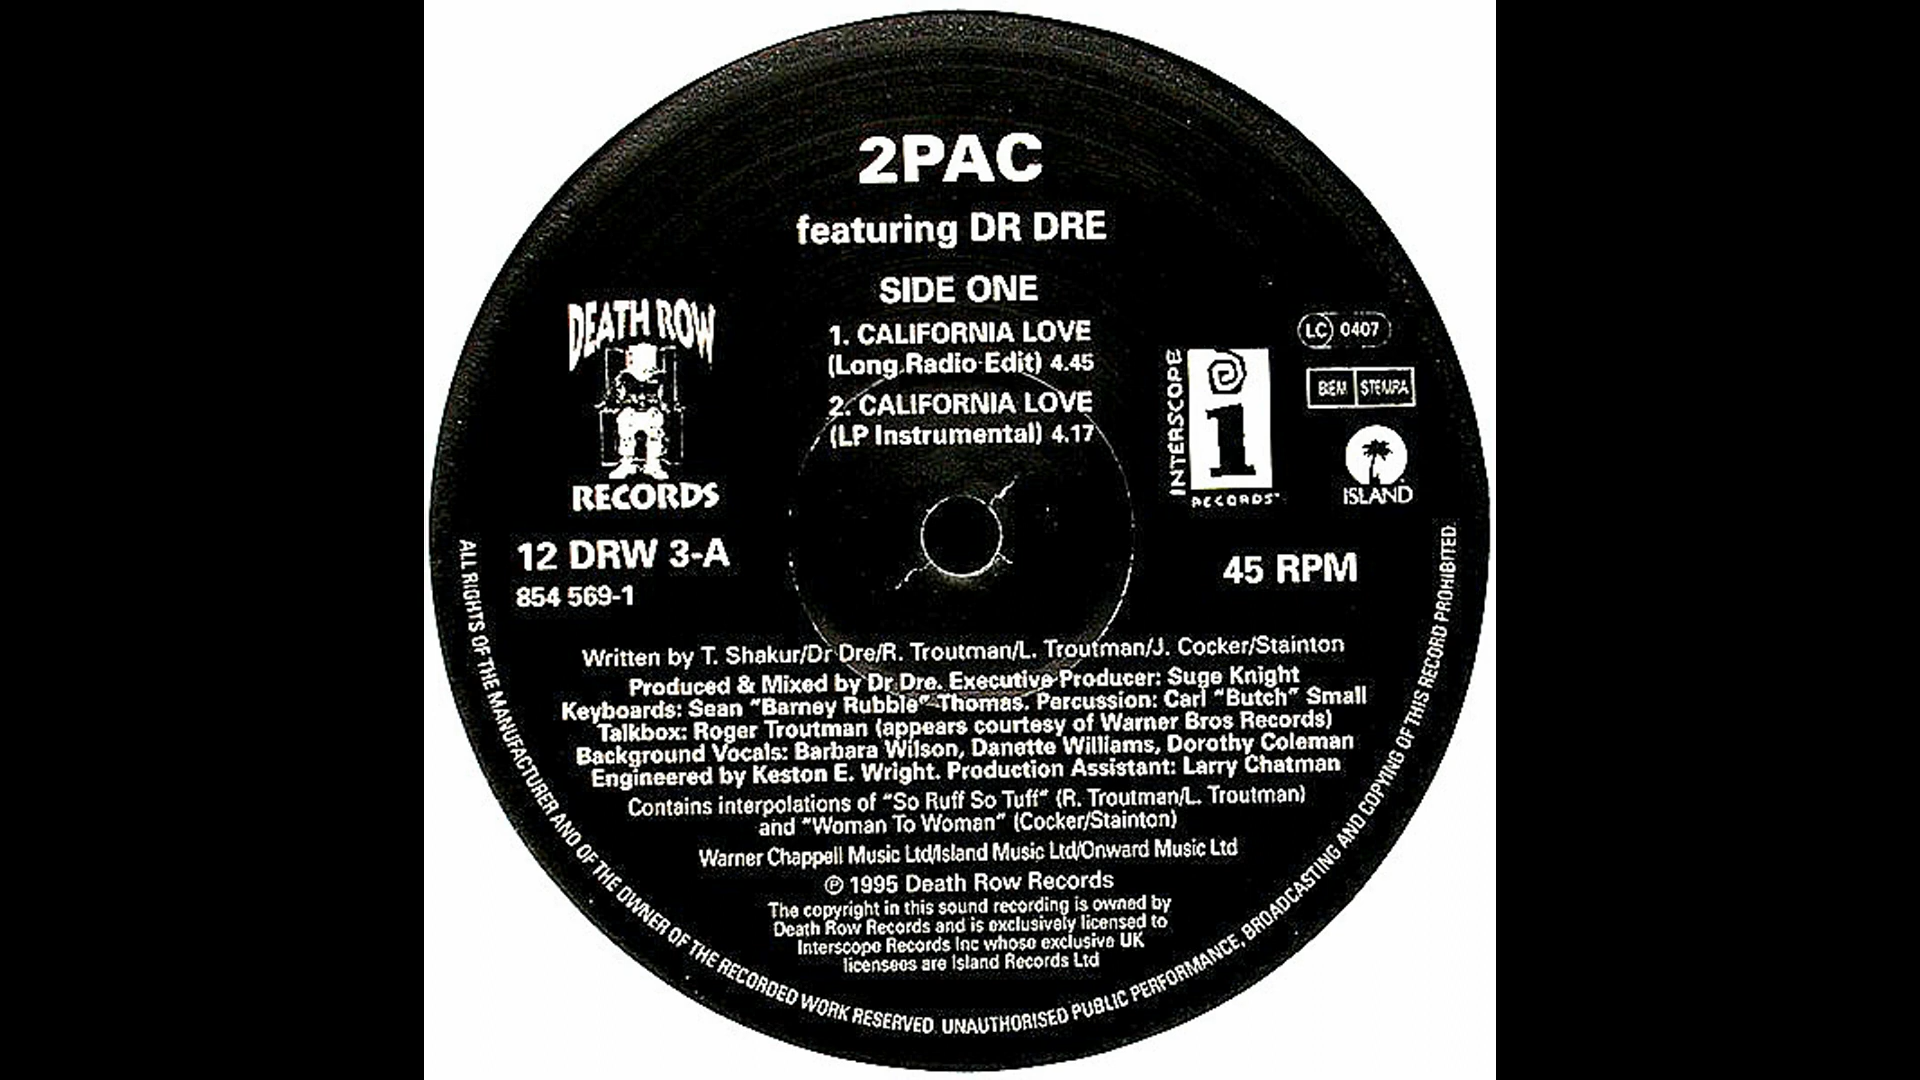 2PAC
featuring DR DRE
SIDE ONE
1. CALIFORNIA LOVE
(Long Radio Edit) 4.45
2. CALIFORNIA LOVE
(LP Instrumental) 4.17
DEATH ROW
RECORDS
INTERSCOPE
i
RECORDS
LC 0407
BIEM STEMRA
ISLAND
12 DRW 3-A
854 569-1
45 RPM
Written by T. Shakur/Dr Dre/R. Troutman/L. Troutman/J. Cocker/Stainton
Produced & Mixed by Dr Dre. Executive Producer: Suge Knight
Keyboards: Sean "Barney Rubble" Thomas. Percussion: Carl "Butch" Small
Talkbox: Roger Troutman (appears courtesy of Warner Bros Records)
Background Vocals: Barbara Wilson, Danette Williams, Dorothy Coleman
Engineered by Keston E. Wright. Production Assistant: Larry Chatman
Contains interpolations of "So Ruff So Tuff" (R. Troutman/L. Troutman)
and "Woman To Woman" (Cocker/Stainton)
Warner Chappell Music Ltd/Island Music Ltd/Onward Music Ltd
℗ 1995 Death Row Records
The copyright in this sound recording is owned by
Death Row Records and is exclusively licensed to
Interscope Records Inc whose exclusive UK
licensees are Island Records Ltd
ALL RIGHTS OF THE MANUFACTURER AND OF THE OWNER OF THE RECORDED WORK RESERVED. UNAUTHORISED PUBLIC PERFORMANCE, BROADCASTING AND COPYING OF THIS RECORD PROHIBITED.